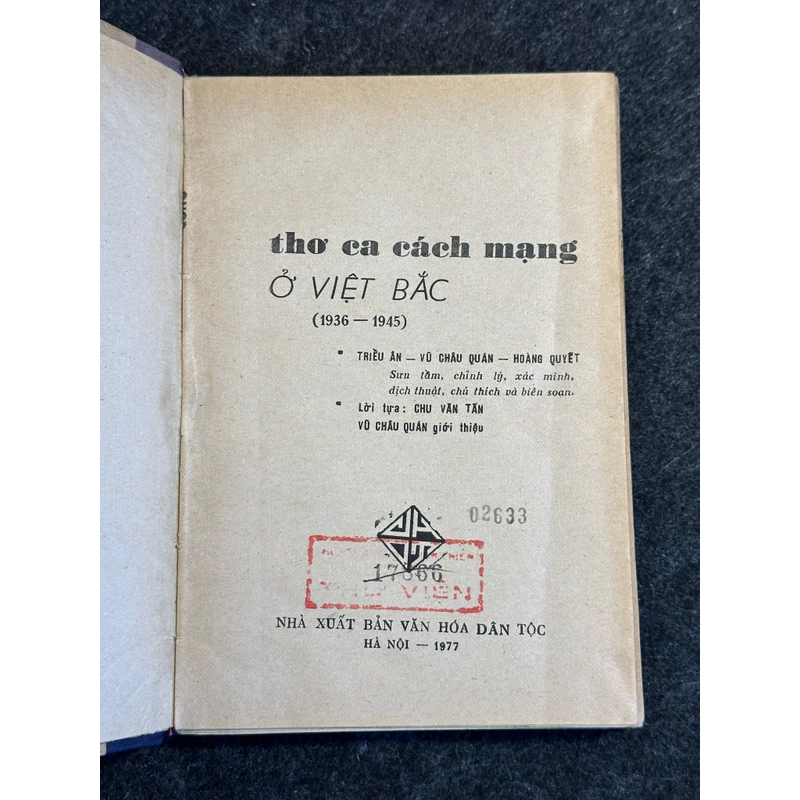 thơ ca cách mạng
Ở VIỆT BẮC
(1936 — 1945)
• TRIỀU ÂN — VŨ CHÂU QUÁN — HOÀNG QUYẾT
Sưu tầm, chỉnh lý, xác minh,
dịch thuật, chú thích và biên soạn.
• Lời tựa: CHU VĂN TẤN
VŨ CHÂU QUÁN giới thiệu
02633
17866
THƯ VIỆN
NHÀ XUẤT BẢN VĂN HÓA DÂN TỘC
HÀ NỘI — 1977